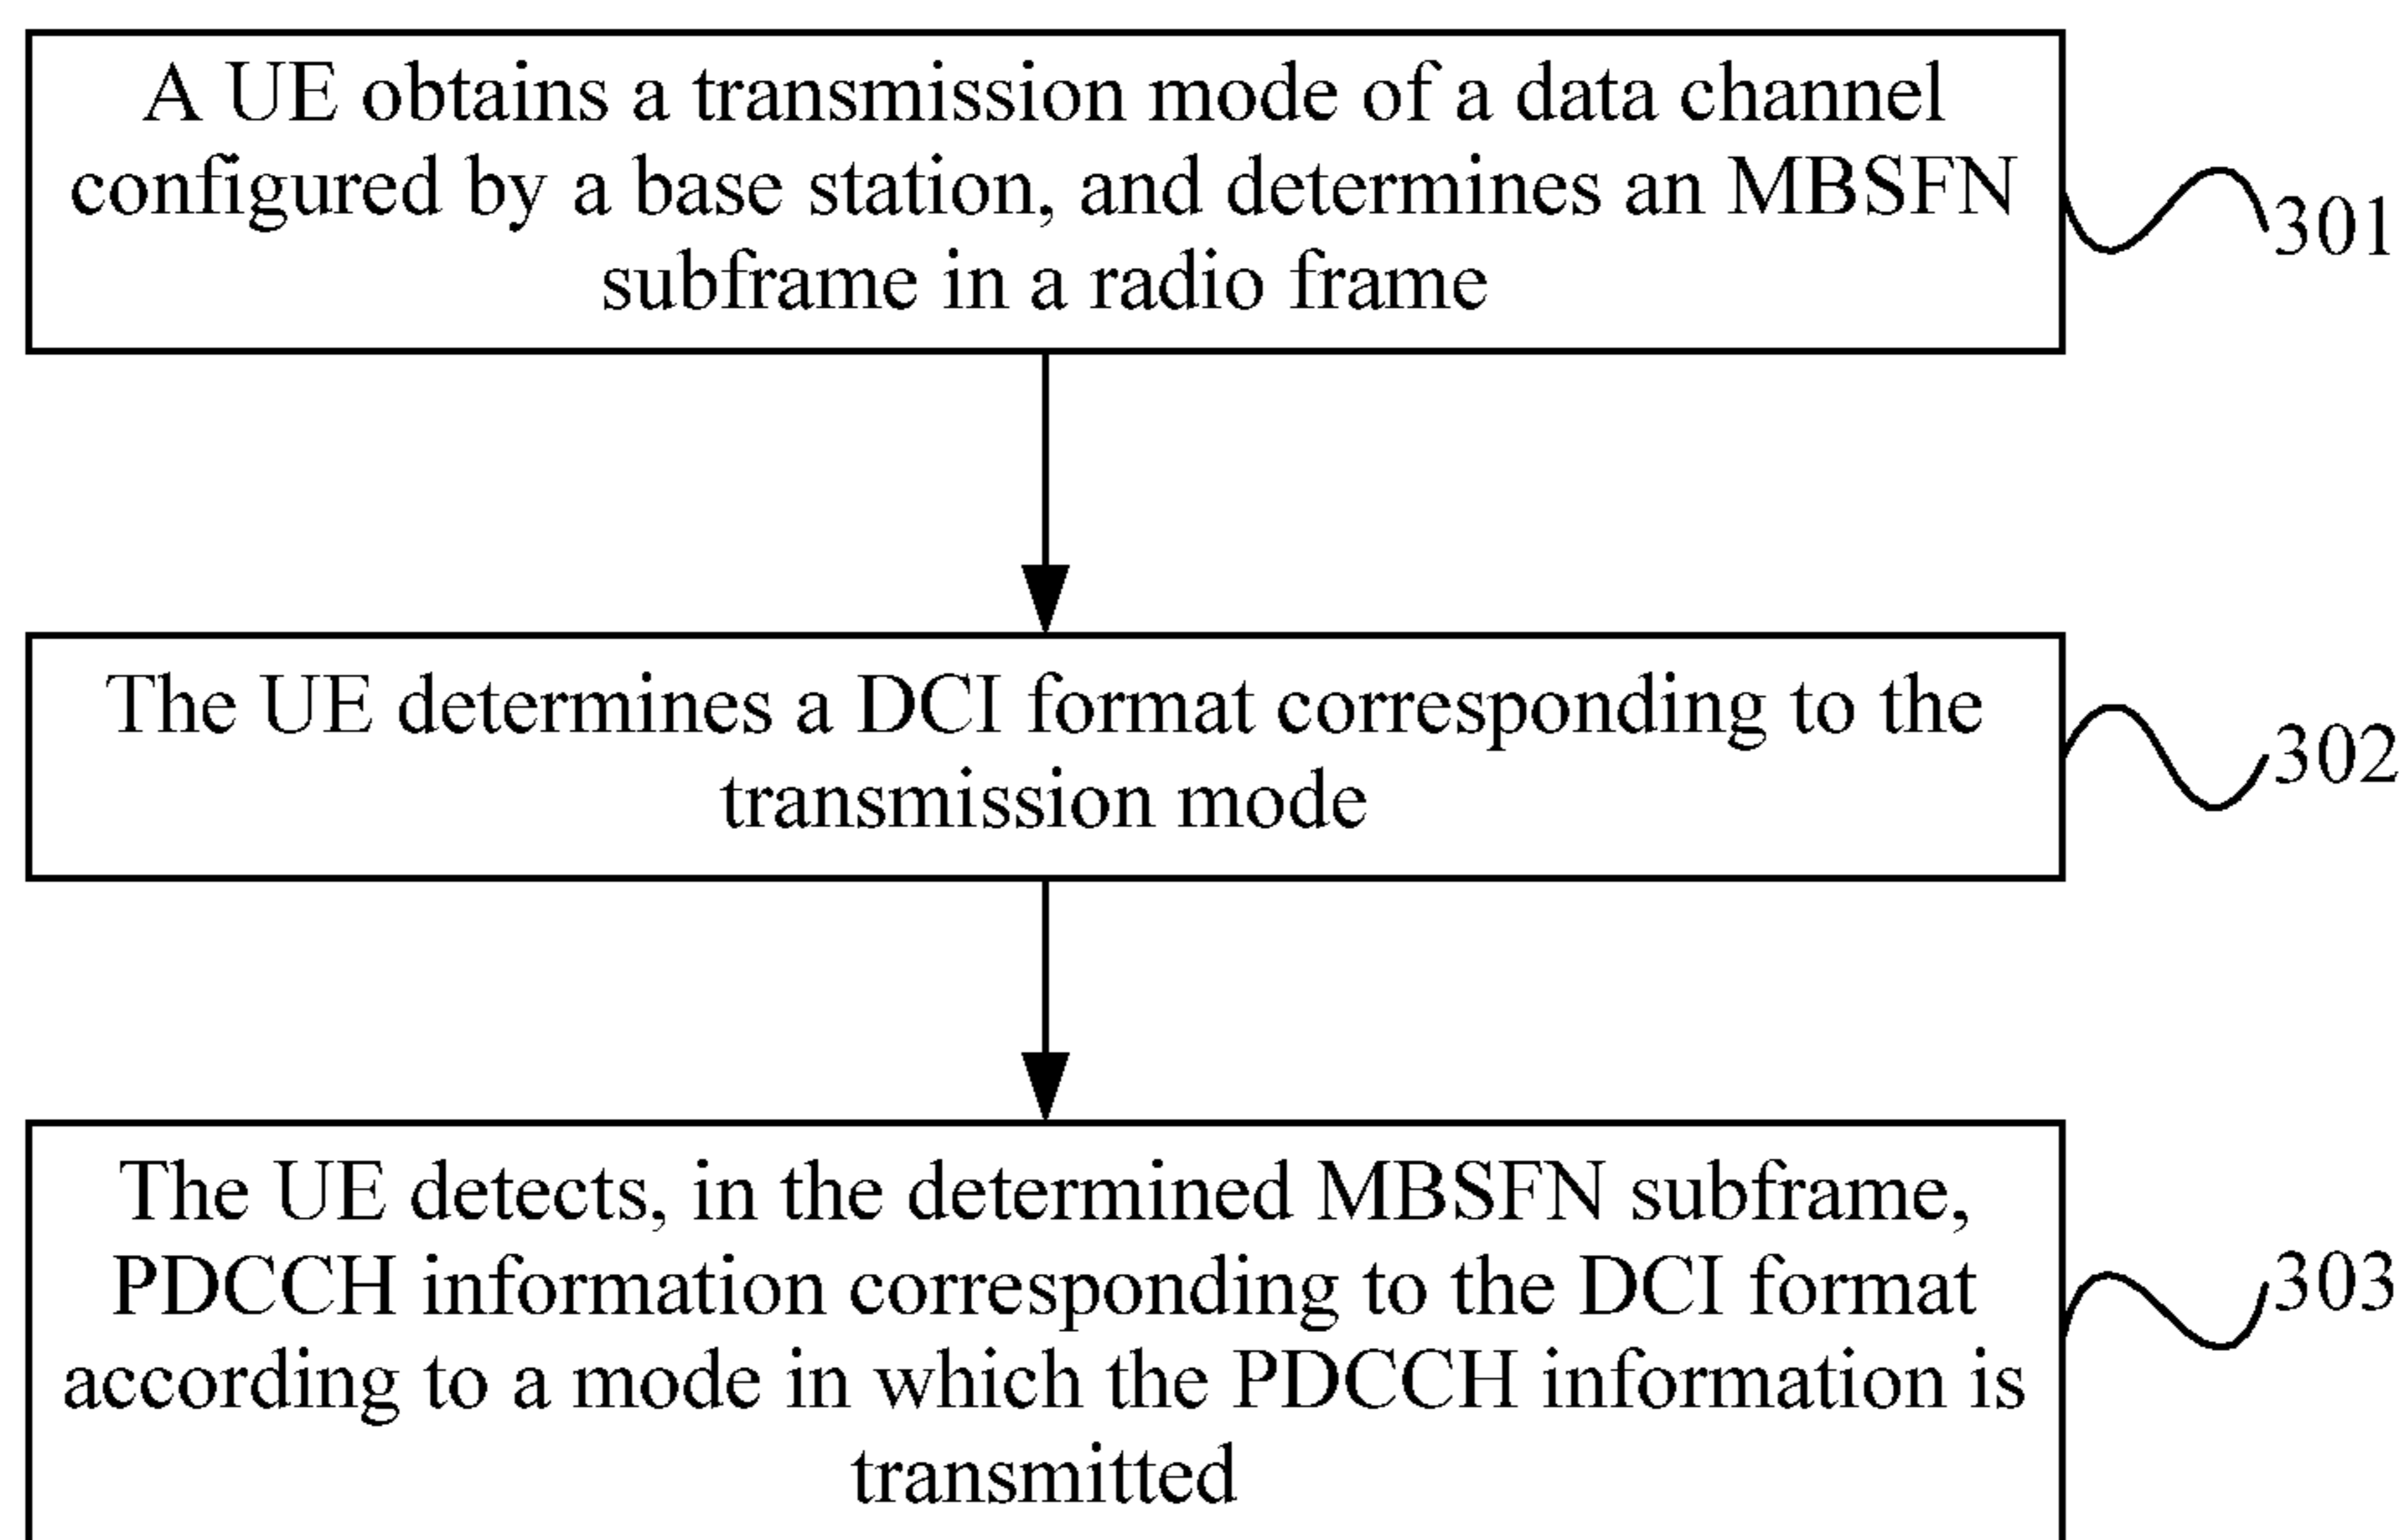 A UE obtains a transmission mode of a data channel
configured by a base station, and determines an MBSFN
subframe in a radio frame
301
The UE determines a DCI format corresponding to the
transmission mode
302
The UE detects, in the determined MBSFN subframe,
PDCCH information corresponding to the DCI format
according to a mode in which the PDCCH information is
transmitted
303